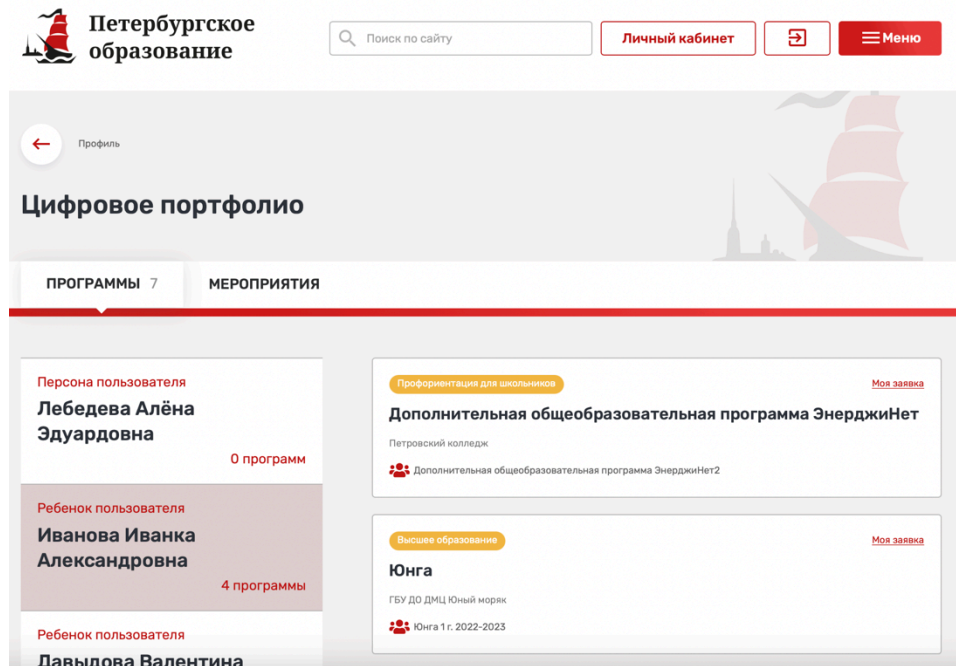 Петербургское
образование
Поиск по сайту
Личный кабинет
Меню
Профиль
Цифровое портфолио
ПРОГРАММЫ 7
МЕРОПРИЯТИЯ
Персона пользователя
Лебедева Алёна
Эдуардовна
0 программ
Ребенок пользователя
Иванова Иванка
Александровна
4 программы
Ребенок пользователя
Давыдова Валентина
Профориентация для школьников
Моя заявка
Дополнительная общеобразовательная программа ЭнерджиНет
Петровский колледж
Дополнительная общеобразовательная программа ЭнерджиНет2
Высшее образование
Моя заявка
Юнга
ГБУ ДО ДМЦ Юный моряк
Юнга 1 г. 2022-2023